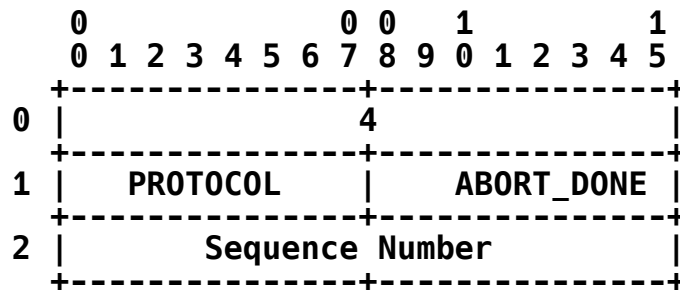 0             0 0   1         1
0 1 2 3 4 5 6 7 8 9 0 1 2 3 4 5
+---------------+---------------+
0 |               4               |
+---------------+---------------+
1 |   PROTOCOL    |    ABORT_DONE |
+---------------+---------------+
2 |       Sequence Number         |
+---------------+---------------+